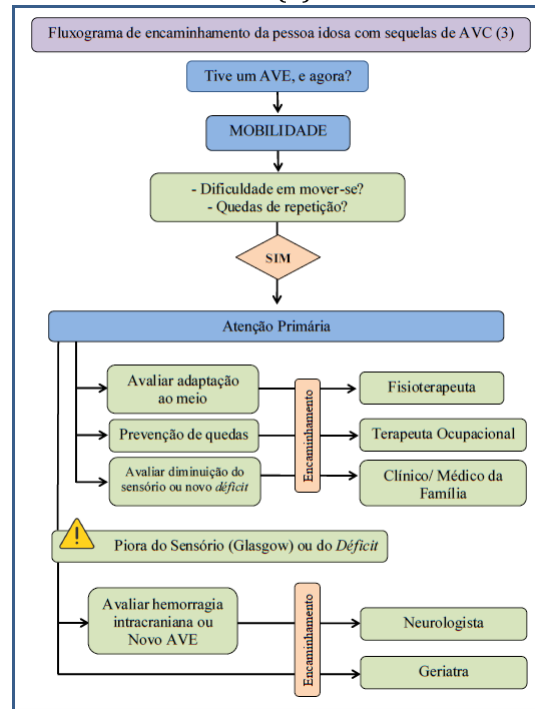 Fluxograma de encaminhamento da pessoa idosa com sequelas de AVC (3)
Tive um AVE, e agora?
MOBILIDADE
- Dificuldade em mover-se?
- Quedas de repetição?
SIM
Atenção Primária
Avaliar adaptação
ao meio
Prevenção de quedas
Avaliar diminuição do
sensório ou novo déficit
Encaminhamento
Fisioterapeuta
Terapeuta Ocupacional
Clínico/ Médico da
Família
Piora do Sensório (Glasgow) ou do Déficit
Avaliar hemorragia
intracraniana ou
Novo AVE
Encaminhamento
Neurologista
Geriatra